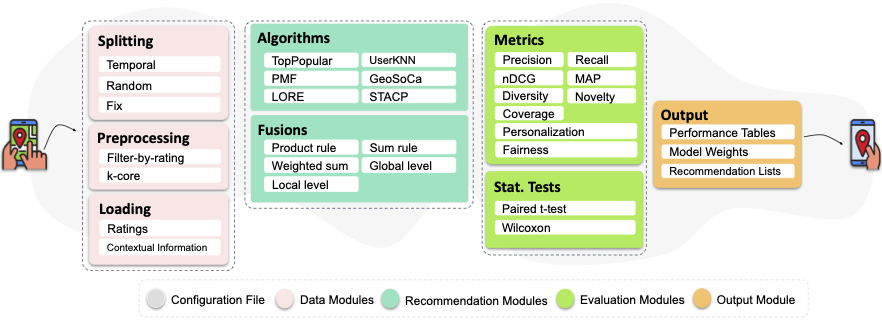 Splitting
Temporal
Random
Fix
Preprocessing
Filter-by-rating
k-core
Loading
Ratings
Contextual Information
Algorithms
TopPopular UserKNN
PMF GeoSoCa
LORE STACP
Fusions
Product rule Sum rule
Weighted sum Global level
Local level
Metrics
Precision Recall
nDCG MAP
Diversity Novelty
Coverage
Personalization
Fairness
Stat. Tests
Paired t-test
Wilcoxon
Output
Performance Tables
Model Weights
Recommendation Lists
Configuration File Data Modules Recommendation Modules Evaluation Modules Output Module